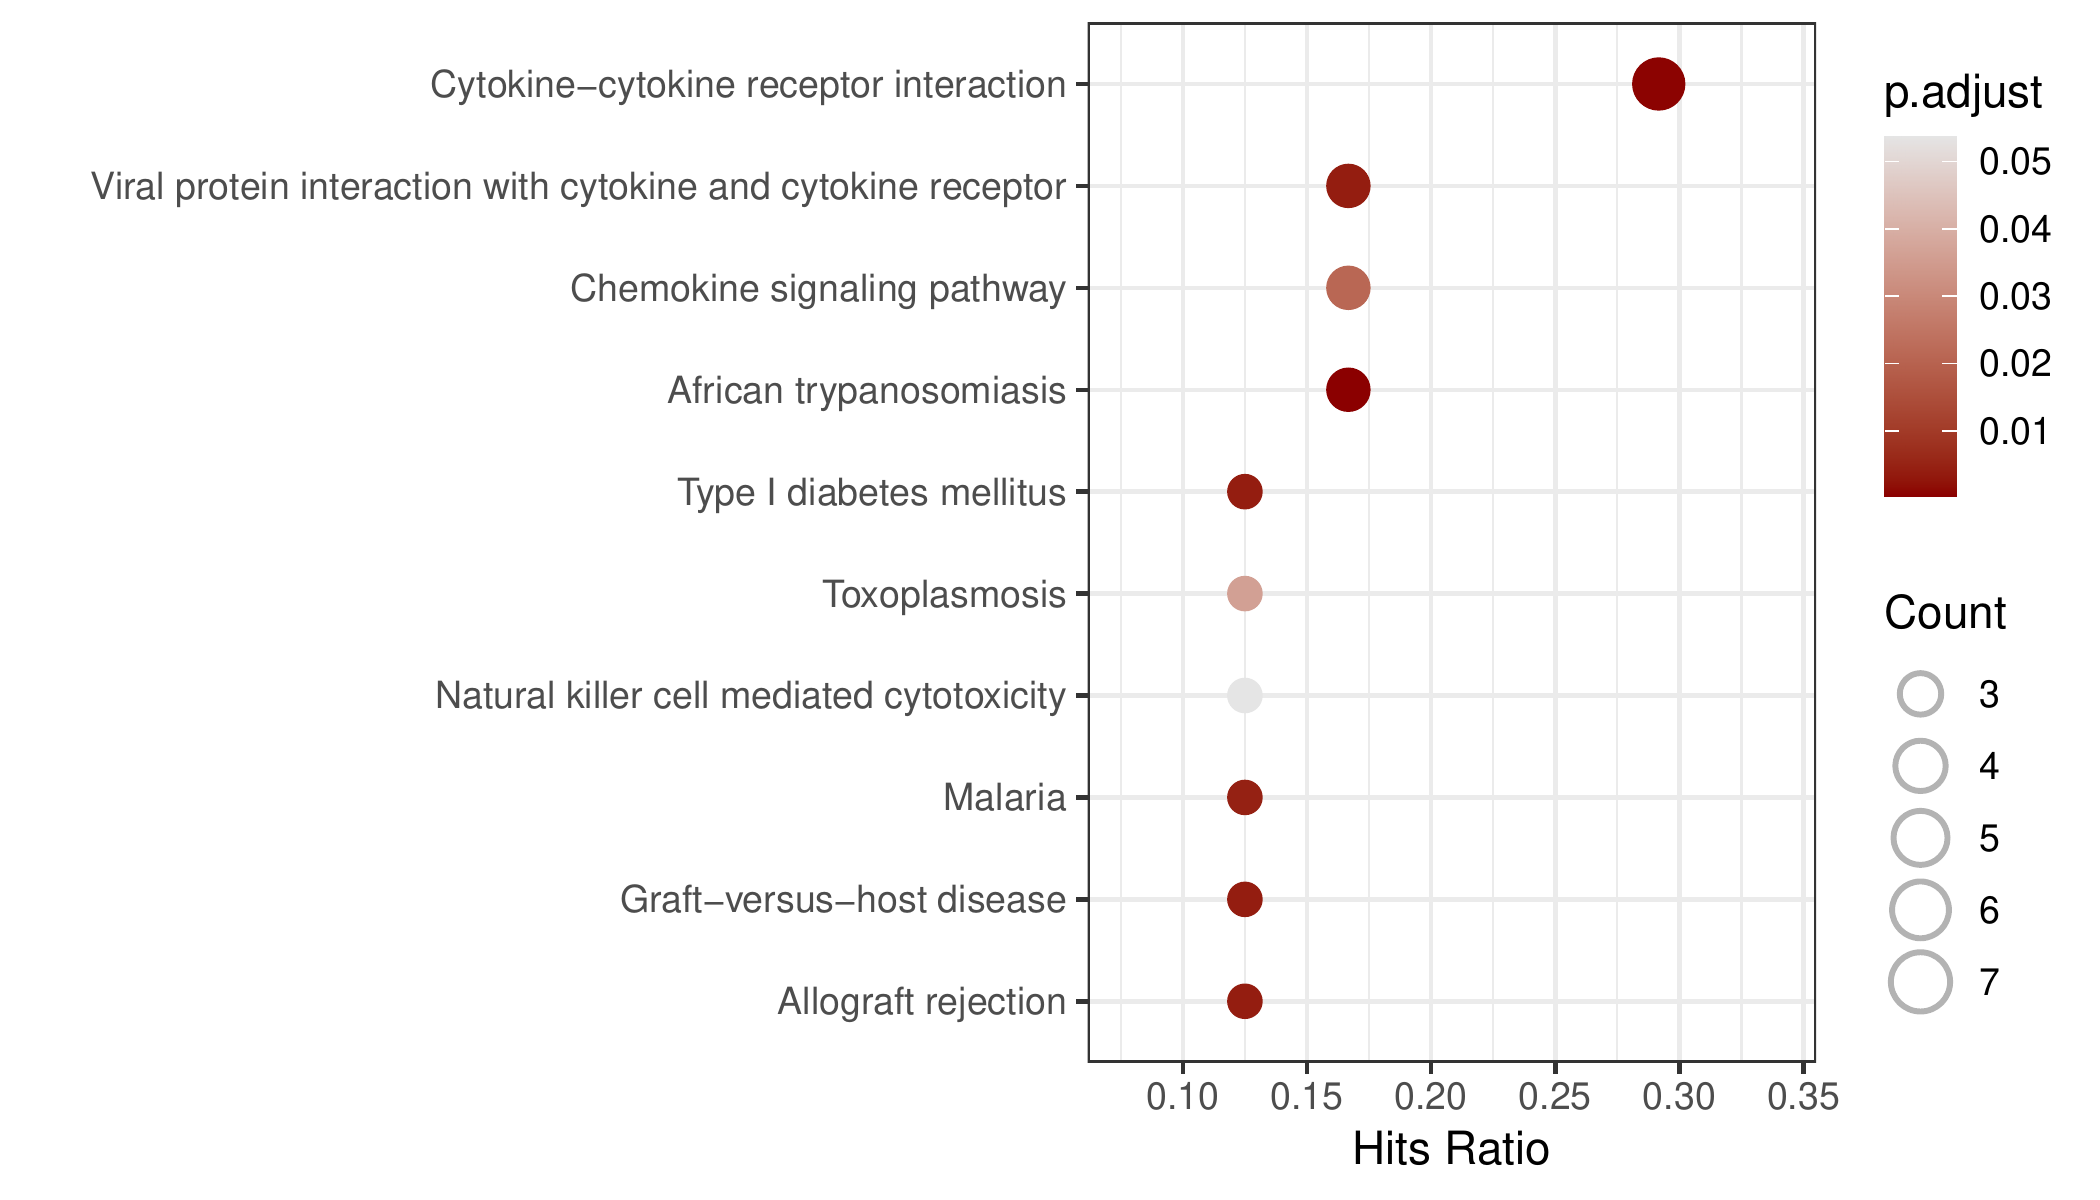 Cytokine−cytokine receptor interaction
Viral protein interaction with cytokine and cytokine receptor
Chemokine signaling pathway
African trypanosomiasis
Type I diabetes mellitus
Toxoplasmosis
Natural killer cell mediated cytotoxicity
Malaria
Graft−versus−host disease
Allograft rejection
0.10 0.15 0.20 0.25 0.30 0.35
Hits Ratio
p.adjust
0.05
0.04
0.03
0.02
0.01
Count
3
4
5
6
7